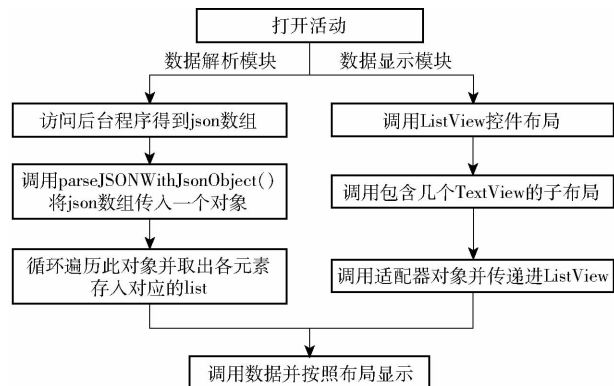 打开活动
数据解析模块
数据显示模块
访问后台程序得到json数组
调用ListView控件布局
调用parseJSONWithJsonObject()
将json数组传入一个对象
调用包含几个TextView的子布局
循环遍历此对象并取出各元素
存入对应的list
调用适配器对象并传递进ListView
调用数据并按照布局显示